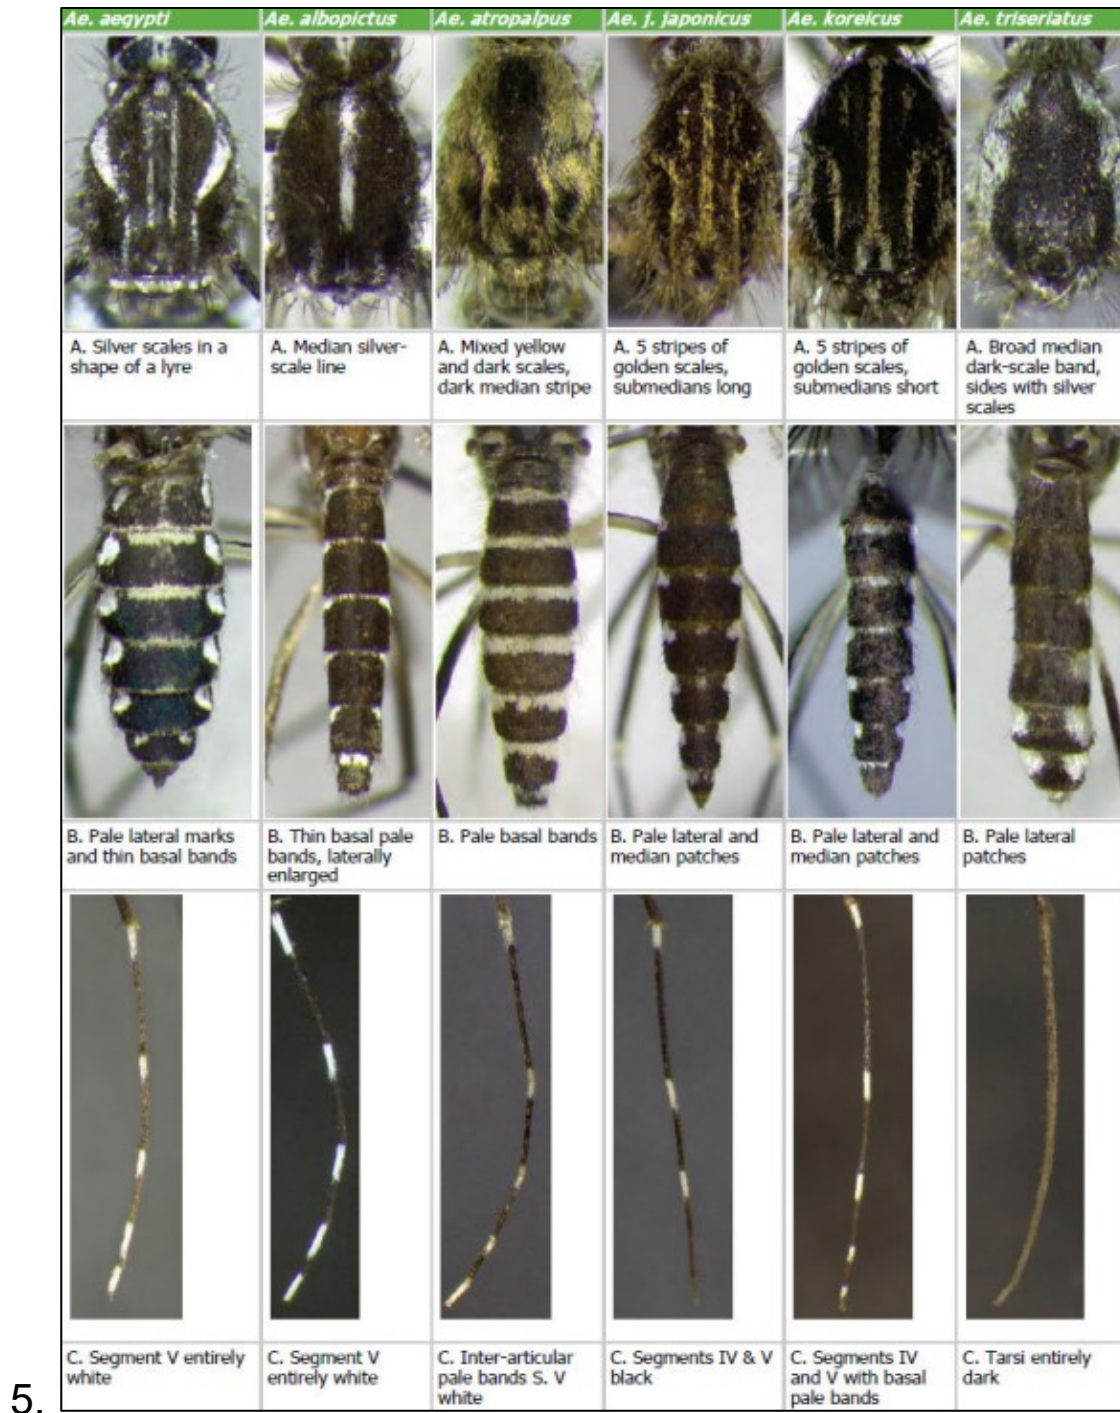 Ae. aegypti
Ae. albopictus
Ae. atropalpus
Ae. j. japonicus
Ae. koreicus
Ae. triseriatus
A. Silver scales in a
shape of a lyre
A. Median silver-
scale line
A. Mixed yellow
and dark scales,
dark median stripe
A. 5 stripes of
golden scales,
submedians long
A. 5 stripes of
golden scales,
submedians short
A. Broad median
dark-scale band,
sides with silver
scales
B. Pale lateral marks
and thin basal bands
B. Thin basal pale
bands, laterally
enlarged
B. Pale basal bands
B. Pale lateral and
median patches
B. Pale lateral and
median patches
B. Pale lateral
patches
C. Segment V entirely
white
C. Segment V
entirely white
C. Inter-articular
pale bands S. V
white
C. Segments IV & V
black
C. Segments IV
and V with basal
pale bands
C. Tarsi entirely
dark
5.